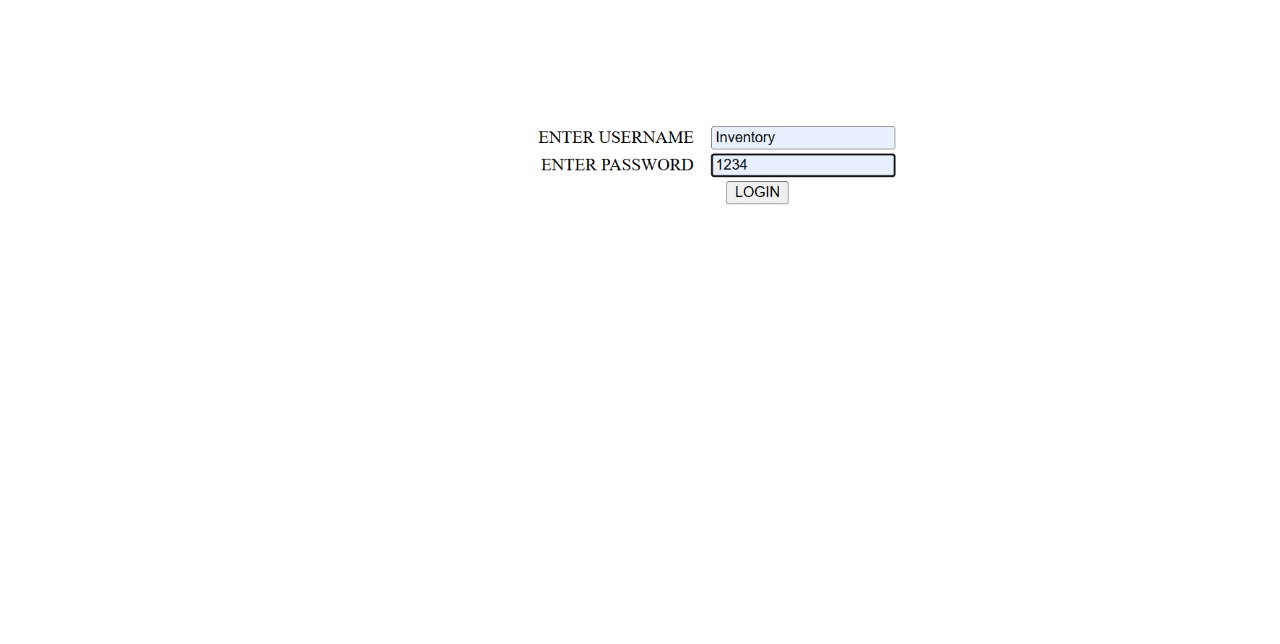 ENTER USERNAME Inventory
ENTER PASSWORD 1234
LOGIN